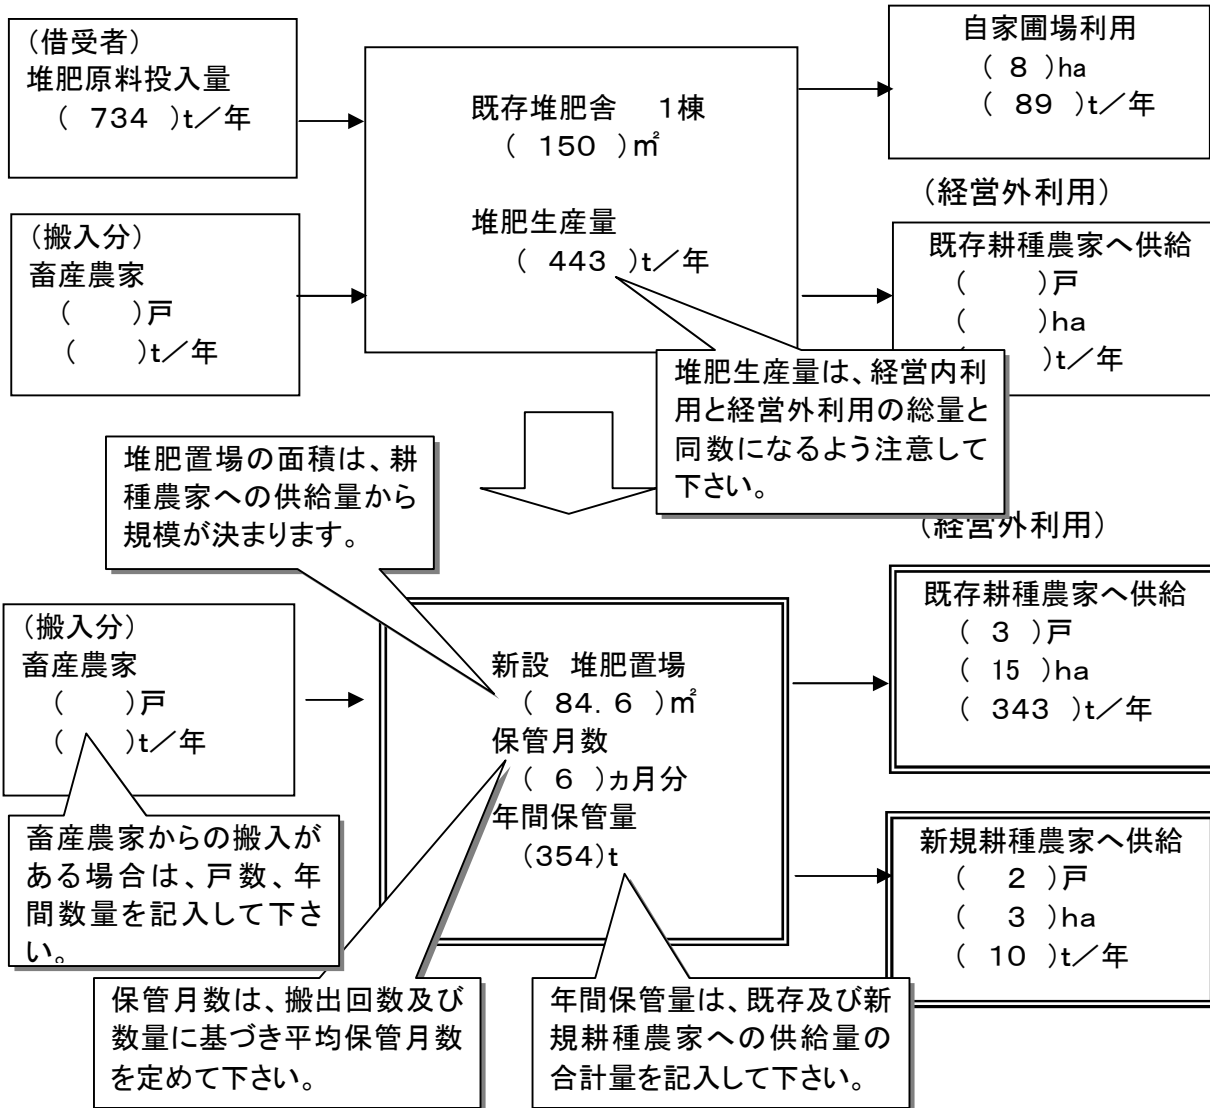 (借受者)
堆肥原料投入量
( 734 )t/年
既存堆肥舎 1棟
( 150 )㎡
堆肥生産量
( 443 )t/年
自家圃場利用
( 8 )ha
( 89 )t/年
(経営外利用)
(搬入分)
畜産農家
( )戸
( )t/年
既存耕種農家へ供給
( )戸
( )ha
)t/年
堆肥生産量は、経営内利
用と経営外利用の総量と
同数になるよう注意して
下さい。
堆肥置場の面積は、耕
種農家への供給量から
規模が決まります。
(経営外利用)
(搬入分)
畜産農家
( )戸
( )t/年
新設 堆肥置場
( 84.6 )㎡
保管月数
( 6 )ヵ月分
年間保管量
(354)t
既存耕種農家へ供給
( 3 )戸
( 15 )ha
( 343 )t/年
新規耕種農家へ供給
( 2 )戸
( 3 )ha
( 10 )t/年
畜産農家からの搬入が
ある場合は、戸数、年
間数量を記入して下さ
い。
保管月数は、搬出回数及び
数量に基づき平均保管月数
を定めて下さい。
年間保管量は、既存及び新
規耕種農家への供給量の
合計量を記入して下さい。